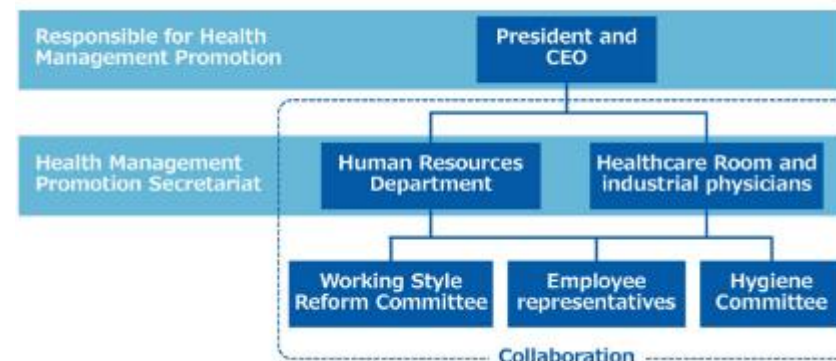 Responsible for Health
Management Promotion
President and
CEO
Health Management
Promotion Secretariat
Human Resources
Department
Healthcare Room and
industrial physicians
Working Style
Reform Committee
Employee
representatives
Hygiene
Committee
Collaboration